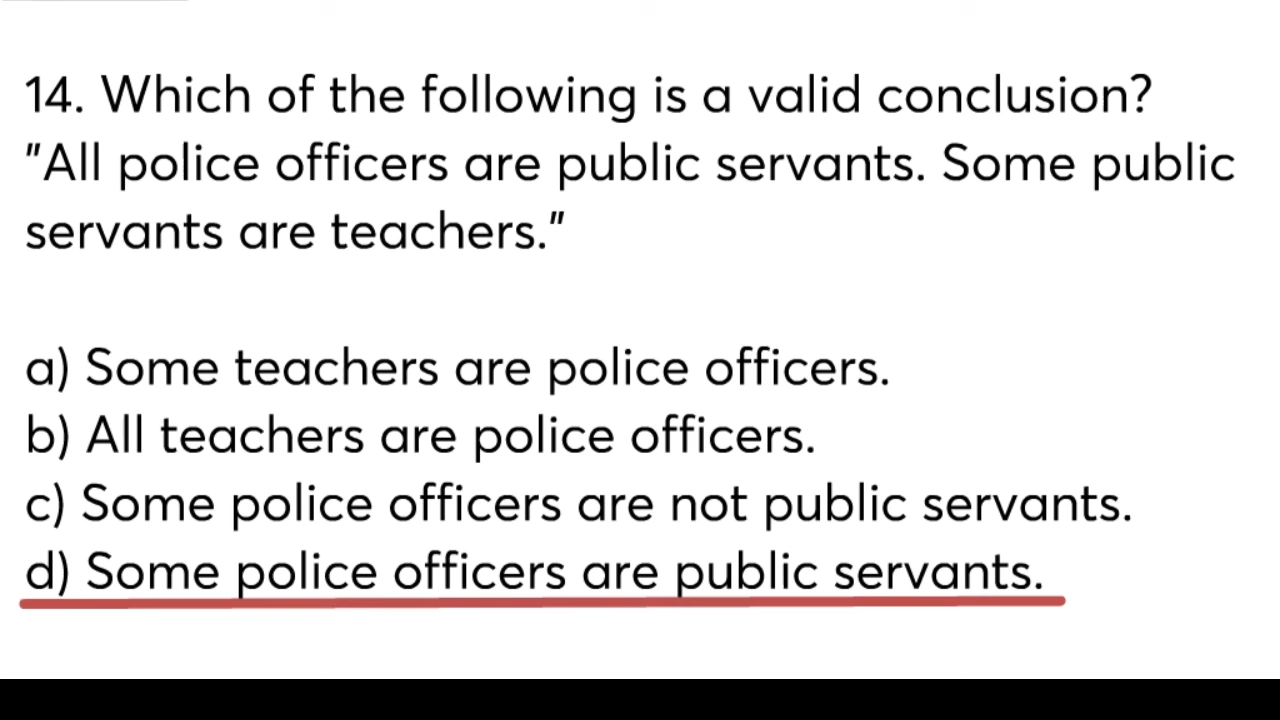 14. Which of the following is a valid conclusion?
"All police officers are public servants. Some public
servants are teachers."
a) Some teachers are police officers.
b) All teachers are police officers.
c) Some police officers are not public servants.
d) Some police officers are public servants.